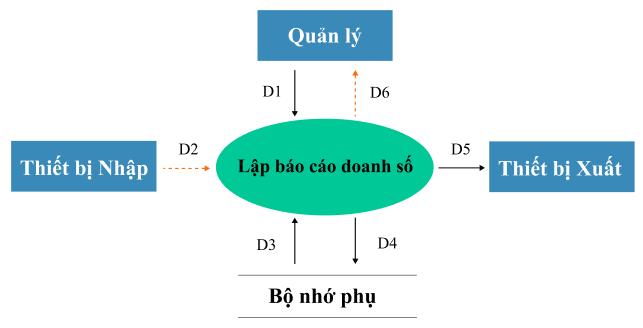 Quản lý
D1
D6
Thiết bị Nhập
D2
Lập báo cáo doanh số
D5
Thiết bị Xuất
D3
D4
Bộ nhớ phụ